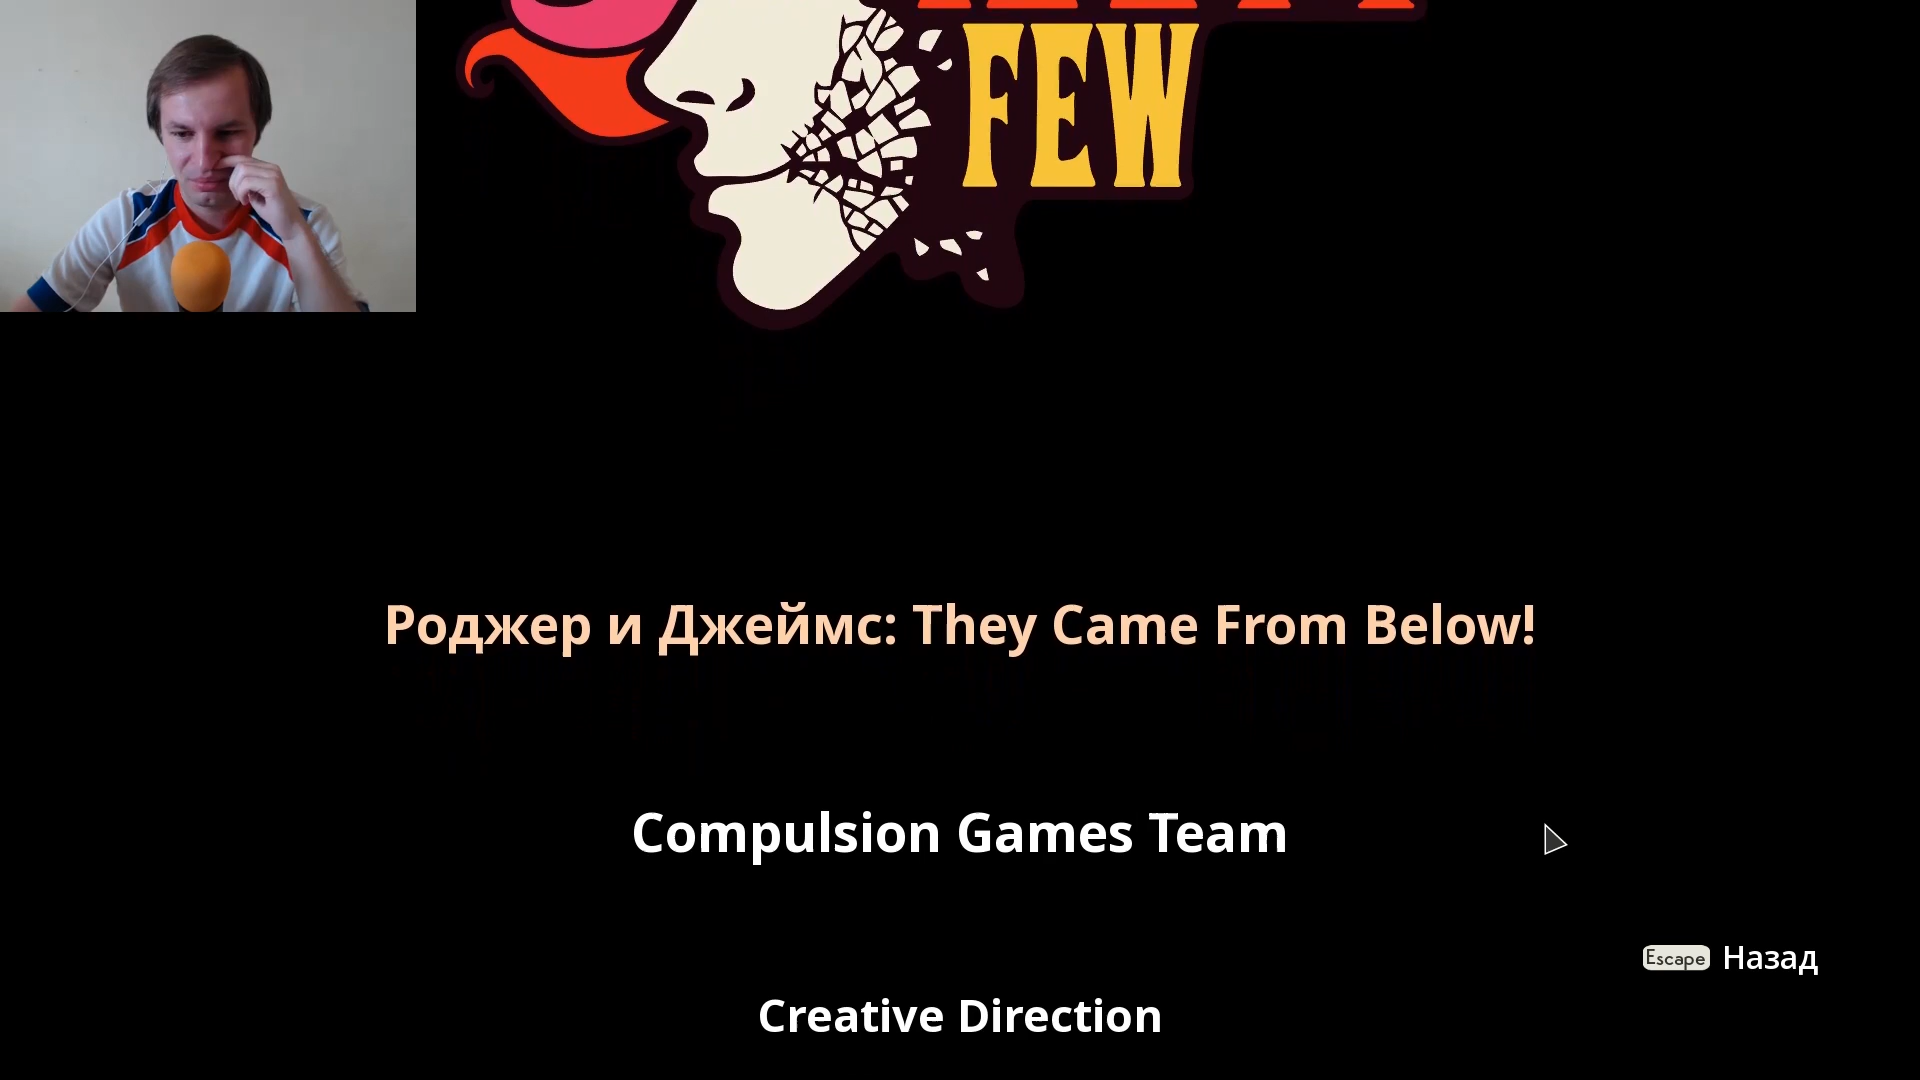 FEW
Роджер и Джеймс: They Came From Below!
Compulsion Games Team
Escape Назад
Creative Direction